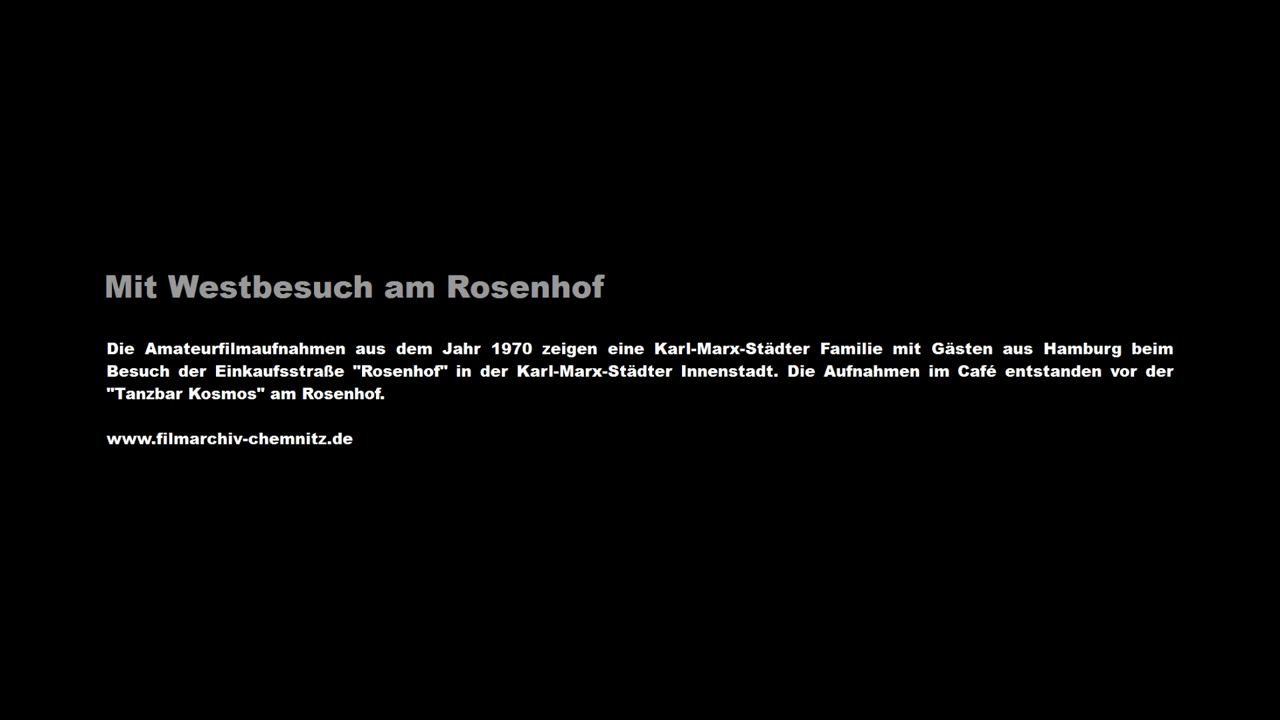 Mit Westbesuch am Rosenhof
Die Amateurfilmaufnahmen aus dem Jahr 1970 zeigen eine Karl-Marx-Städter Familie mit Gästen aus Hamburg beim
Besuch der Einkaufsstraße "Rosenhof" in der Karl-Marx-Städter Innenstadt. Die Aufnahmen im Café entstanden vor der
"Tanzbar Kosmos" am Rosenhof.
www.filmarchiv-chemnitz.de